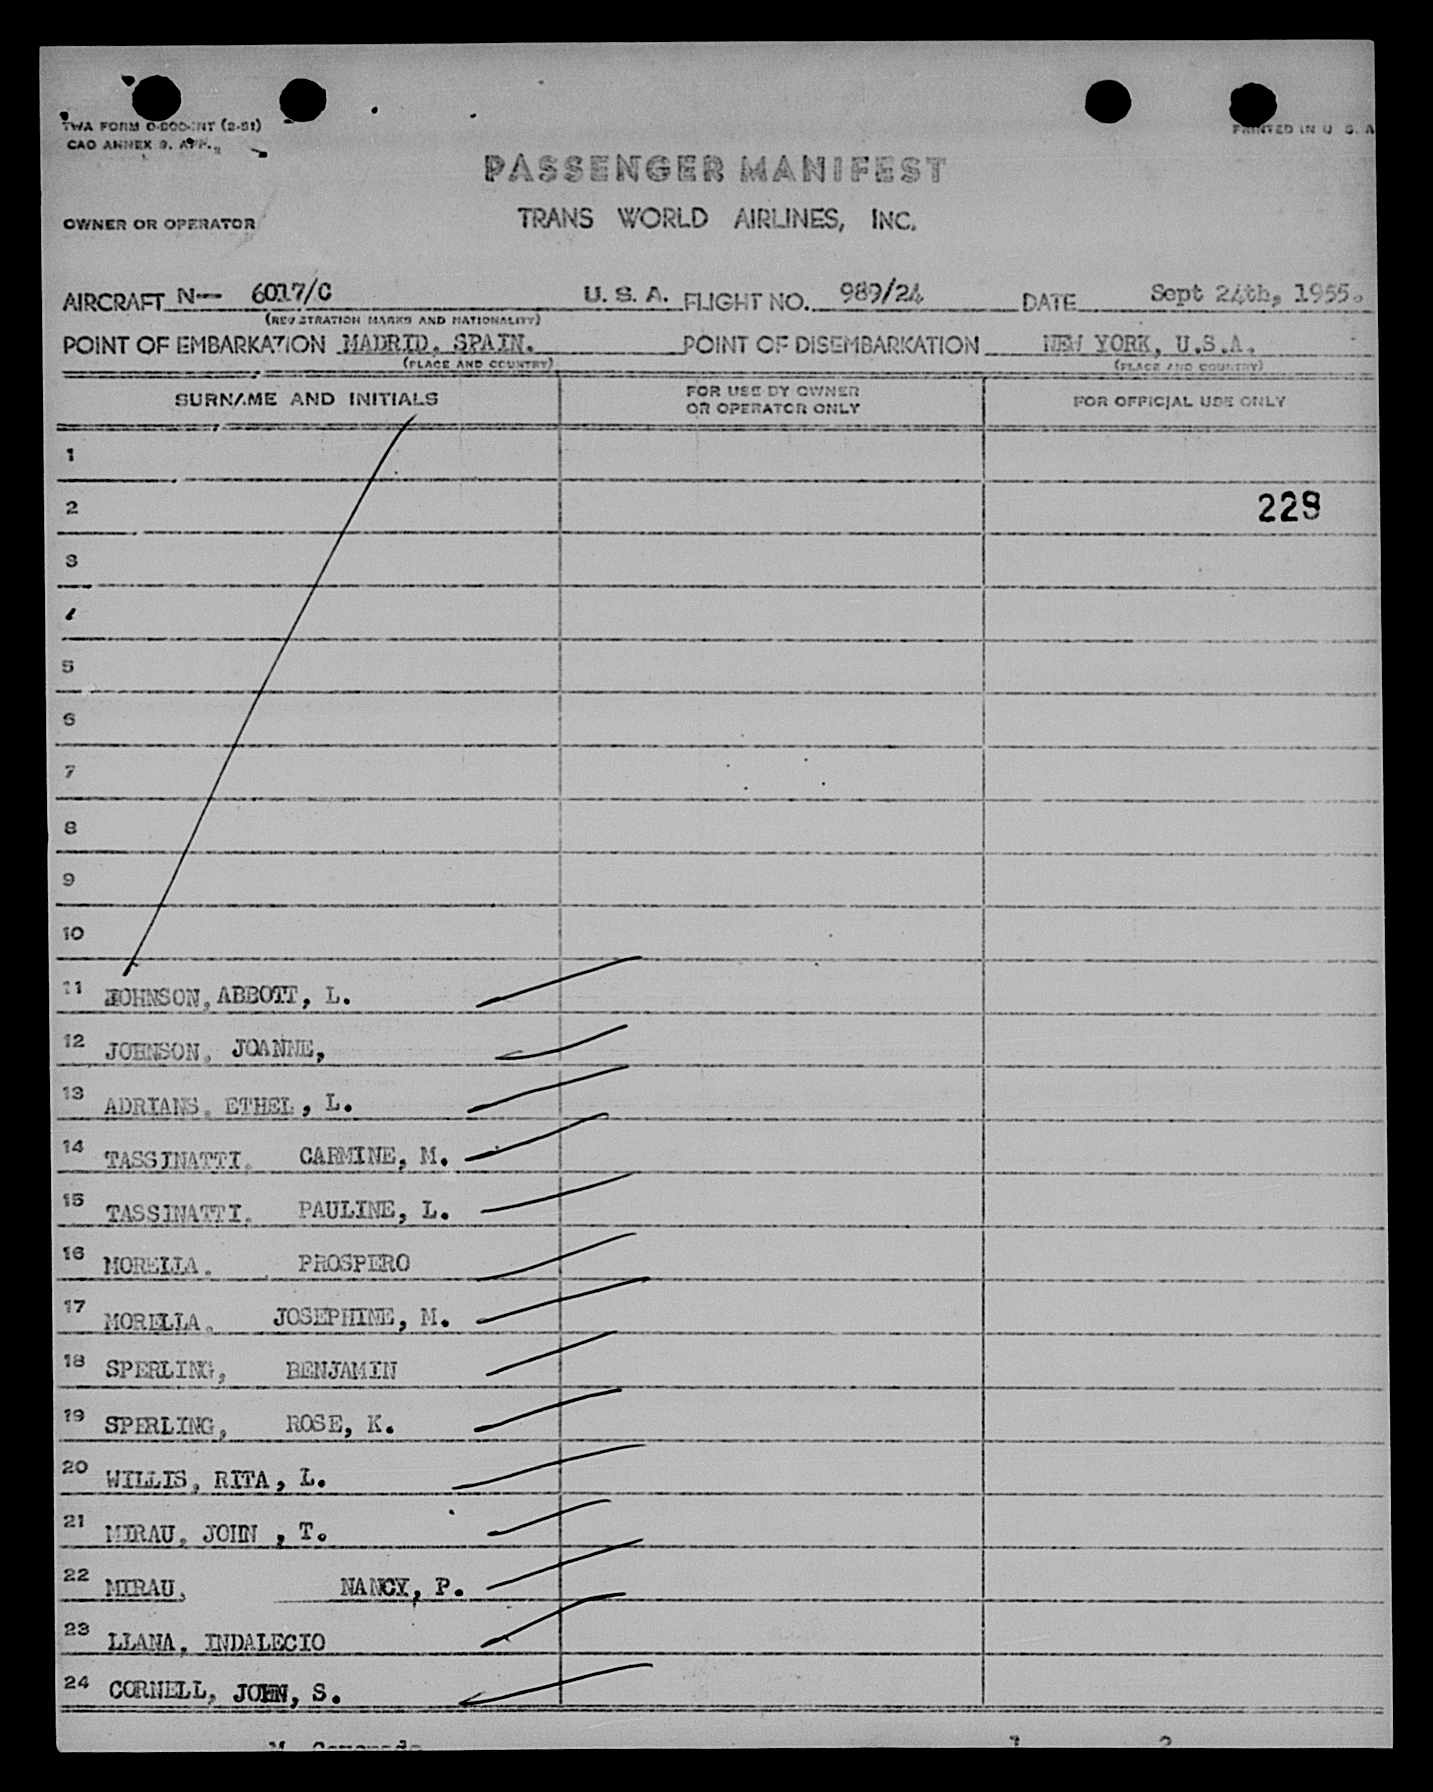 TWA FORM
PRINTED IN U. S. A
CAO ANNEX 9. APP.
PASSENGER MANIFEST
OWNER OR OPERATOR TRANS WORLD AIRLINES, INC.
AIRCRAFT N-- 6017/C U. S. A. FLIGHT NO. 989/24 DATE Sept 24th, 1955.
(REGISTRATION MARKS AND NATIONALITY)
POINT OF EMBARKATION MADRID, SPAIN. POINT OF DISEMBARKATION NEW YORK, U.S.A.
(PLACE AND COUNTRY) (PLACE AND COUNTRY)
SURNAME AND INITIALS FOR USE BY OWNER OR OPERATOR ONLY FOR OFFICIAL USE ONLY
1
2 228
3
4
5
6
7
8
9
10
11 JOHNSON, ABBOTT, L.
12 JOHNSON, JOANNE,
13 ADRIANS, ETHEL, L.
14 TASSINATTI, CARMINE, M.
15 TASSINATTI, PAULINE, L.
16 MORELLA, PROSPERO
17 MORELLA, JOSEPHINE, M.
18 SPERLING, BENJAMIN
19 SPERLING, ROSE, K.
20 WILLIS, RITA, L.
21 MIRAU, JOHN , T.
22 MIRAU, NANCY, P.
23 LLANA, INDALECIO
24 CORNELL, JOHN, S.